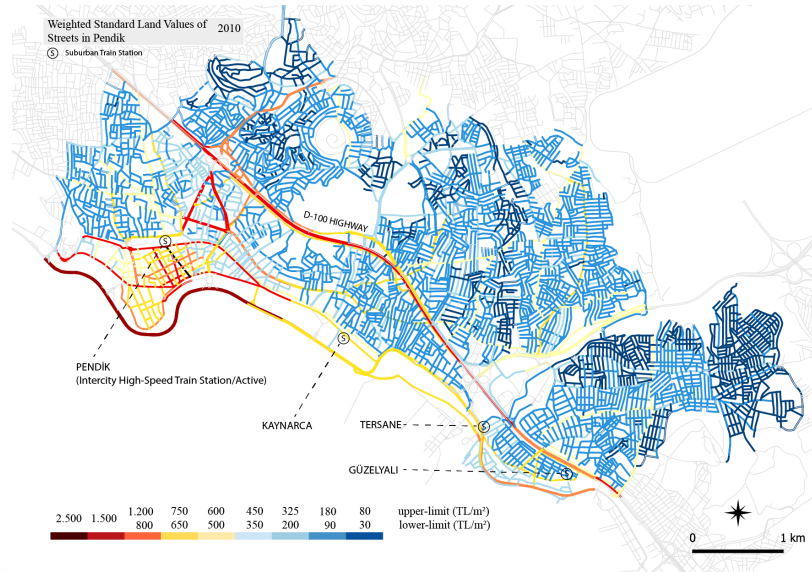 Weighted Standard Land Values of 2010
Streets in Pendik
S Suburban Train Station
D-100 HIGHWAY
S
S
PENDİK
(Intercity High-Speed Train Station/Active)
KAYNARCA
TERSANE S
GÜZELYALI S
2.500 1.500 1.200 750 600 450 325 180 80 upper-limit (TL/m²)
800 650 500 350 200 90 30 lower-limit (TL/m²)
0 1 km